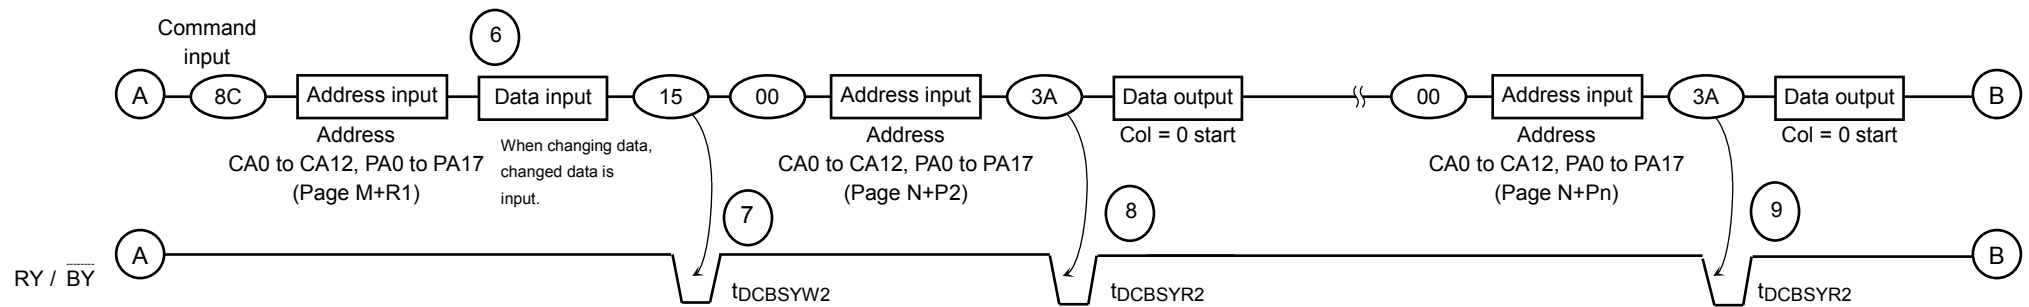 Command
input
6
A
8C
Address input
Data input
15
00
Address input
3A
Data output
00
Address input
3A
Data output
B
Address
CA0 to CA12, PA0 to PA17
(Page M+R1)
When changing data,
changed data is
input.
Address
CA0 to CA12, PA0 to PA17
(Page N+P2)
Col = 0 start
Address
CA0 to CA12, PA0 to PA17
(Page N+Pn)
Col = 0 start
7
8
9
RY / BY
A
B
tDCBSYW2
tDCBSYR2
tDCBSYR2